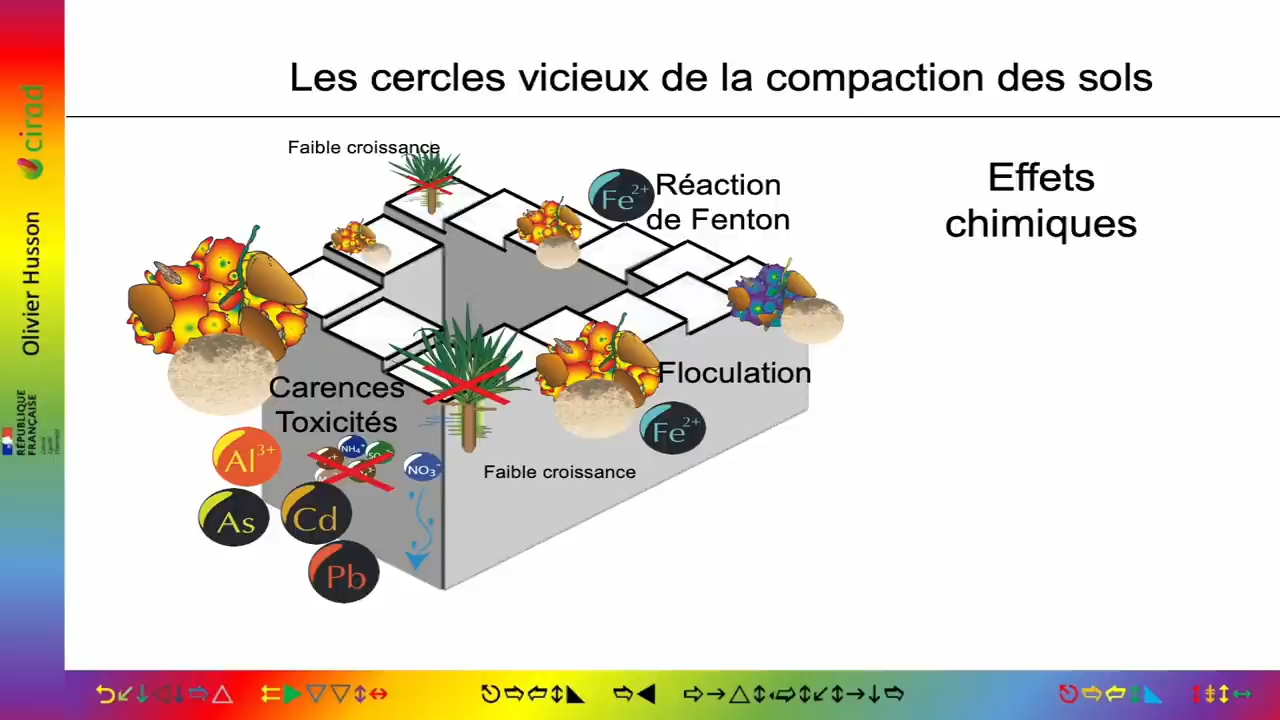 Les cercles vicieux de la compaction des sols
Effets
chimiques
Faible croissance
Fe2+
Réaction
de Fenton
Floculation
Fe2+
Faible croissance
Carences
Toxicités
NH4+
NO3-
Al3+
As
Cd
Pb
cirad
Olivier Husson
RÉPUBLIQUE
FRANÇAISE